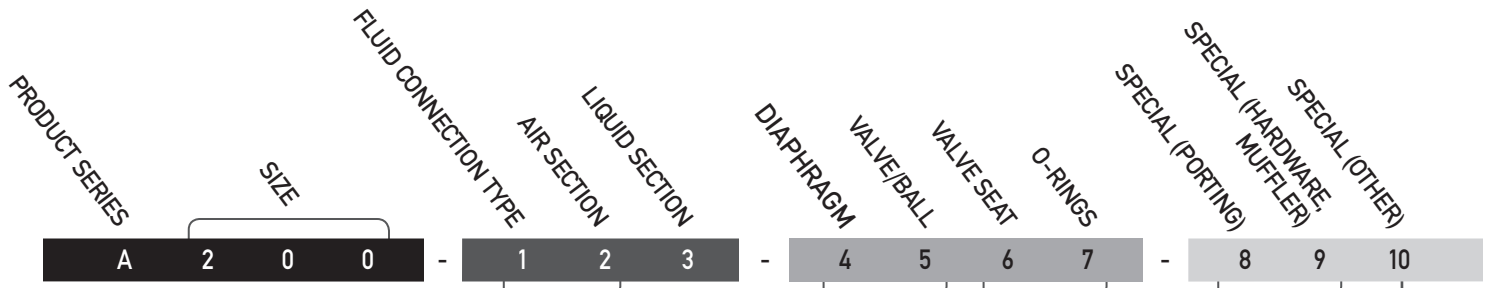 PRODUCT SERIES
SIZE
FLUID CONNECTION TYPE
AIR SECTION
LIQUID SECTION
DIAPHRAGM
VALVE/BALL
VALVE SEAT
O-RINGS
SPECIAL (PORTING)
SPECIAL (HARDWARE,
MUFFLER)
SPECIAL (OTHER)
A 2 0 0 - 1 2 3 - 4 5 6 7 - 8 9 10